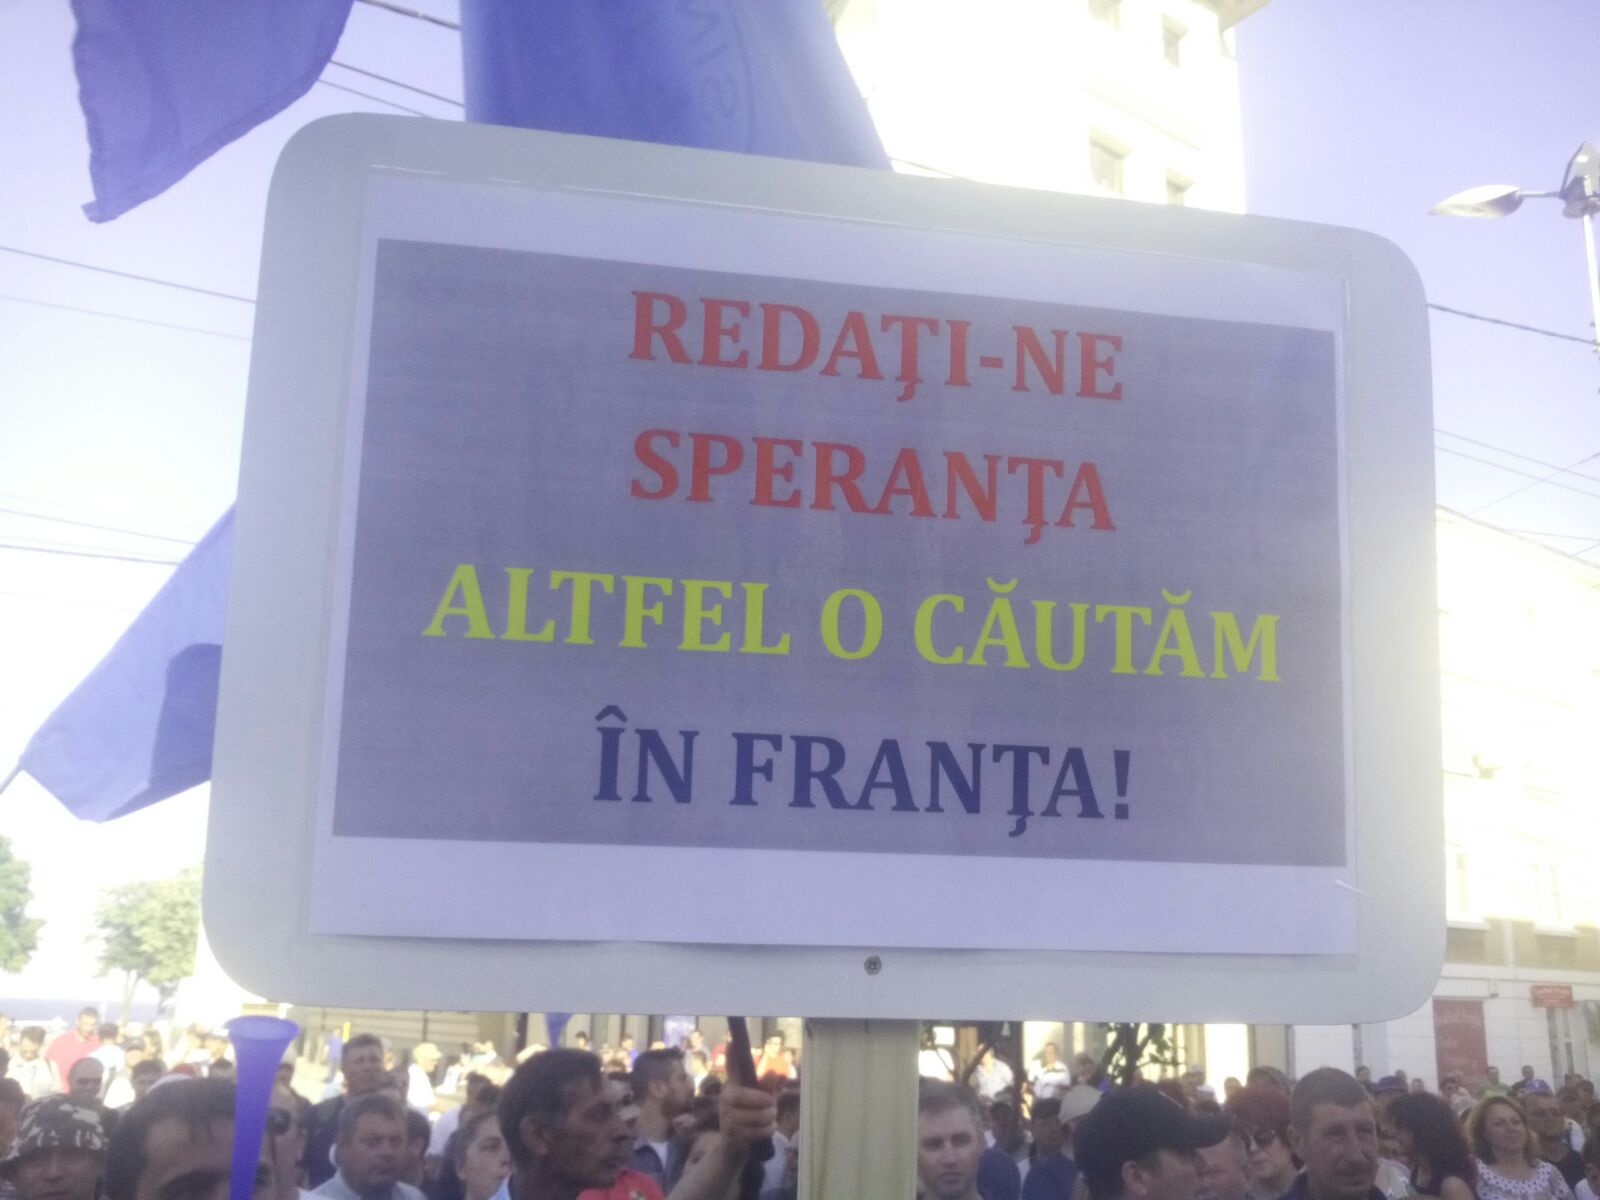 REDAŢI-NE
SPERANŢA
ALTFEL O CĂUTĂM
ÎN FRANŢA!